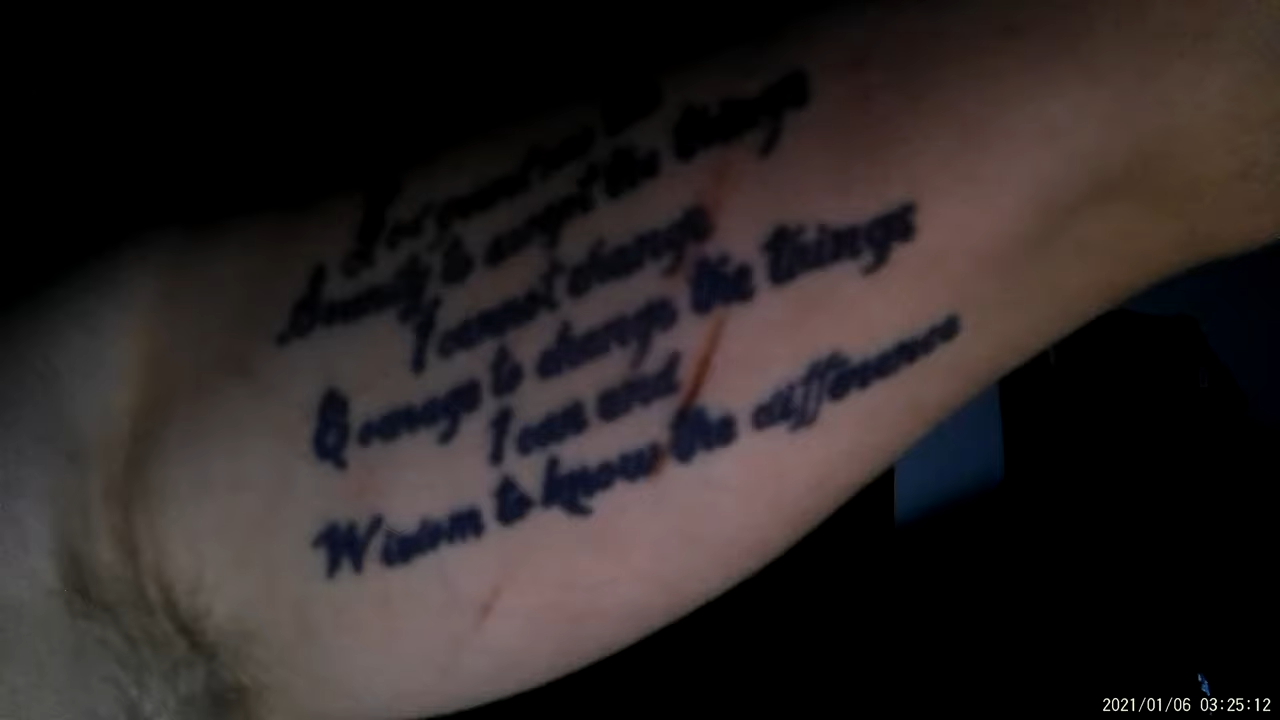 Serenity to accept the things
I cannot change
Courage to change the things
I can and
Wisdom to know the difference
2021/01/06 03:25:12